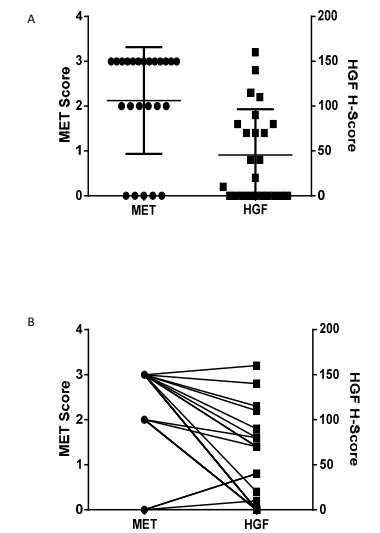 A
4
3
2
1
0
MET Score
200
150
100
50
0
HGF H-Score
MET
HGF
B
4
3
2
1
0
MET Score
200
150
100
50
0
HGF H-Score
MET
HGF